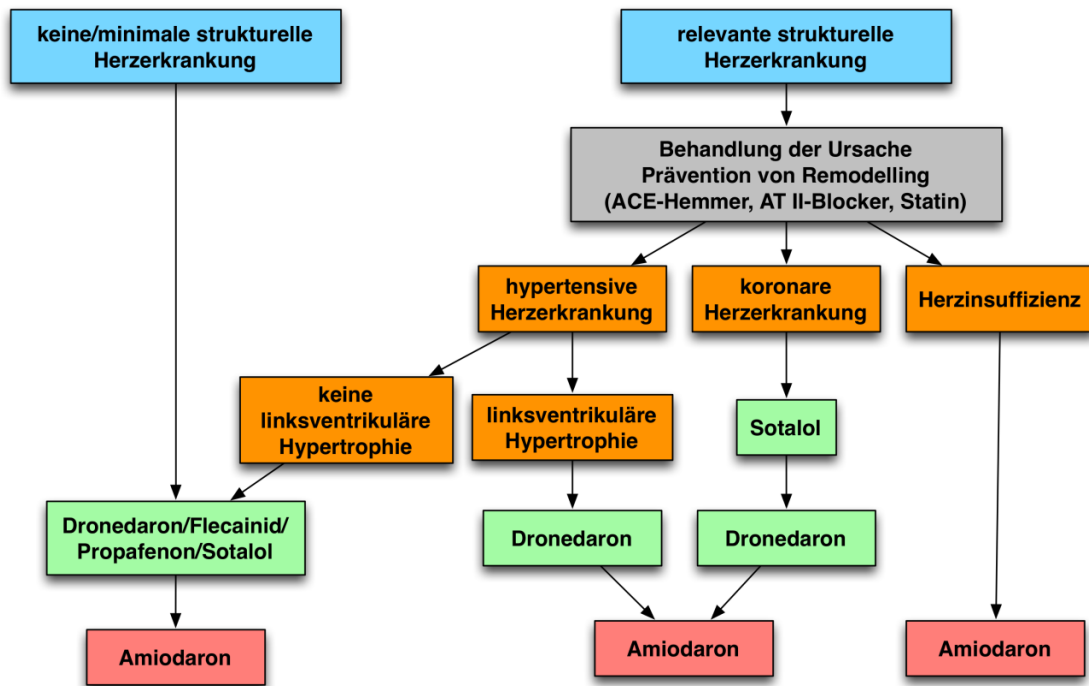 keine/minimale strukturelle
Herzerkrankung
relevante strukturelle
Herzerkrankung
Behandlung der Ursache
Prävention von Remodelling
(ACE-Hemmer, AT II-Blocker, Statin)
hypertensive
Herzerkrankung
koronare
Herzerkrankung
Herzinsuffizienz
keine
linksventrikuläre
Hypertrophie
linksventrikuläre
Hypertrophie
Sotalol
Dronedaron/Flecainid/
Propafenon/Sotalol
Dronedaron
Dronedaron
Amiodaron
Amiodaron
Amiodaron